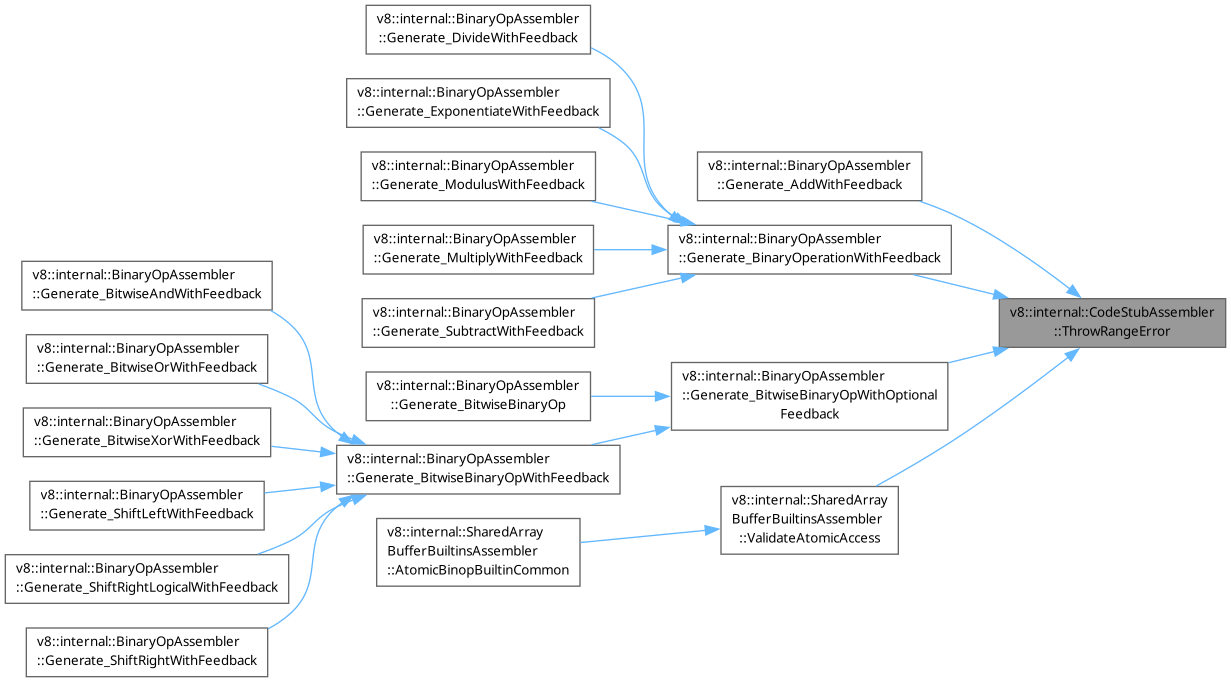 v8::internal::BinaryOpAssembler
::Generate_DivideWithFeedback
v8::internal::BinaryOpAssembler
::Generate_ExponentiateWithFeedback
v8::internal::BinaryOpAssembler
::Generate_ModulusWithFeedback
v8::internal::BinaryOpAssembler
::Generate_AddWithFeedback
v8::internal::BinaryOpAssembler
::Generate_MultiplyWithFeedback
v8::internal::BinaryOpAssembler
::Generate_BinaryOperationWithFeedback
v8::internal::BinaryOpAssembler
::Generate_BitwiseAndWithFeedback
v8::internal::BinaryOpAssembler
::Generate_SubtractWithFeedback
v8::internal::CodeStubAssembler
::ThrowRangeError
v8::internal::BinaryOpAssembler
::Generate_BitwiseOrWithFeedback
v8::internal::BinaryOpAssembler
::Generate_BitwiseBinaryOp
v8::internal::BinaryOpAssembler
::Generate_BitwiseBinaryOpWithOptional
Feedback
v8::internal::BinaryOpAssembler
::Generate_BitwiseXorWithFeedback
v8::internal::BinaryOpAssembler
::Generate_BitwiseBinaryOpWithFeedback
v8::internal::BinaryOpAssembler
::Generate_ShiftLeftWithFeedback
v8::internal::SharedArray
BufferBuiltinsAssembler
::ValidateAtomicAccess
v8::internal::SharedArray
BufferBuiltinsAssembler
::AtomicBinopBuiltinCommon
v8::internal::BinaryOpAssembler
::Generate_ShiftRightLogicalWithFeedback
v8::internal::BinaryOpAssembler
::Generate_ShiftRightWithFeedback